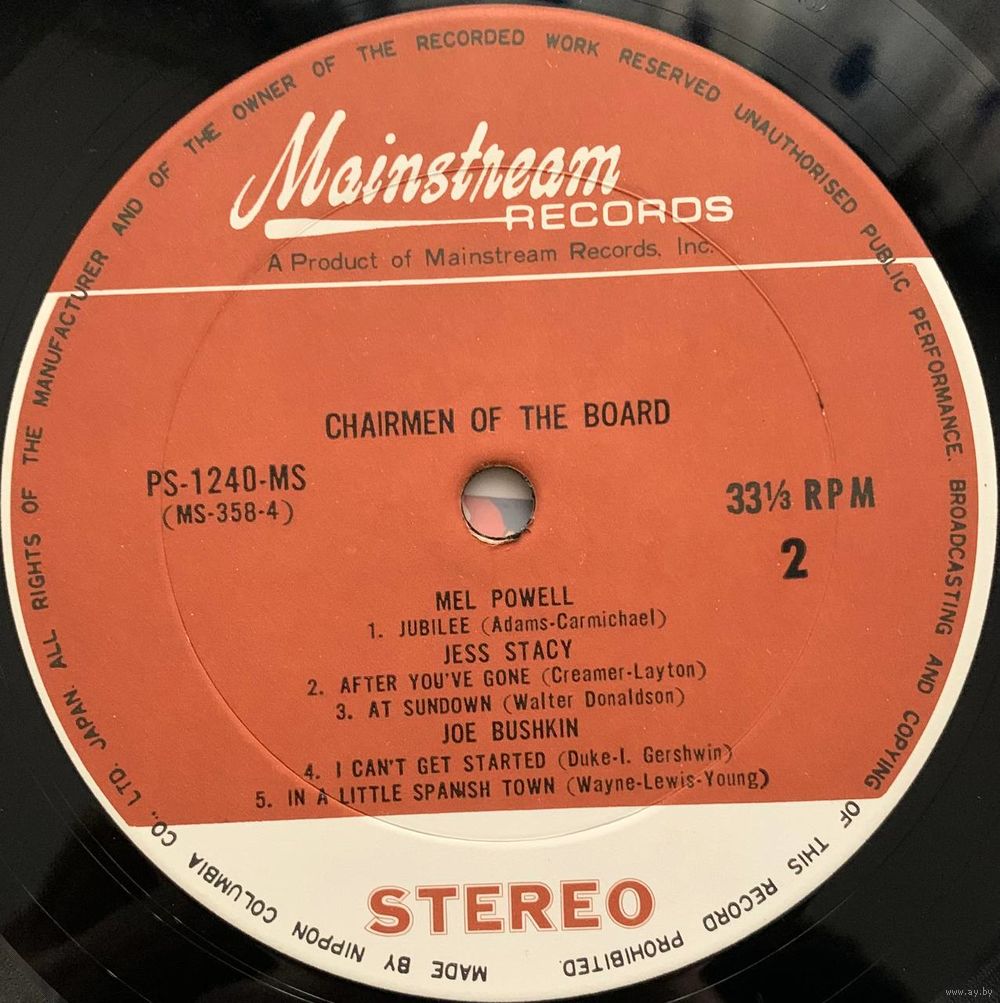 MADE BY NIPPON COLUMBIA CO., LTD. JAPAN. ALL RIGHTS OF THE MANUFACTURER AND OF THE OWNER OF THE RECORDED WORK RESERVED UNAUTHORISED PUBLIC PERFORMANCE. BROADCASTING AND COPYING OF THIS RECORD PROHIBITED.
Mainstream
RECORDS
A Product of Mainstream Records, Inc.
CHAIRMEN OF THE BOARD
PS-1240-MS
(MS-358-4)
33⅓ RPM
2
MEL POWELL
1. JUBILEE (Adams-Carmichael)
JESS STACY
2. AFTER YOU'VE GONE (Creamer-Layton)
3. AT SUNDOWN (Walter Donaldson)
JOE BUSHKIN
4. I CAN'T GET STARTED (Duke-I. Gershwin)
5. IN A LITTLE SPANISH TOWN (Wayne-Lewis-Young)
STEREO
www.ay.by